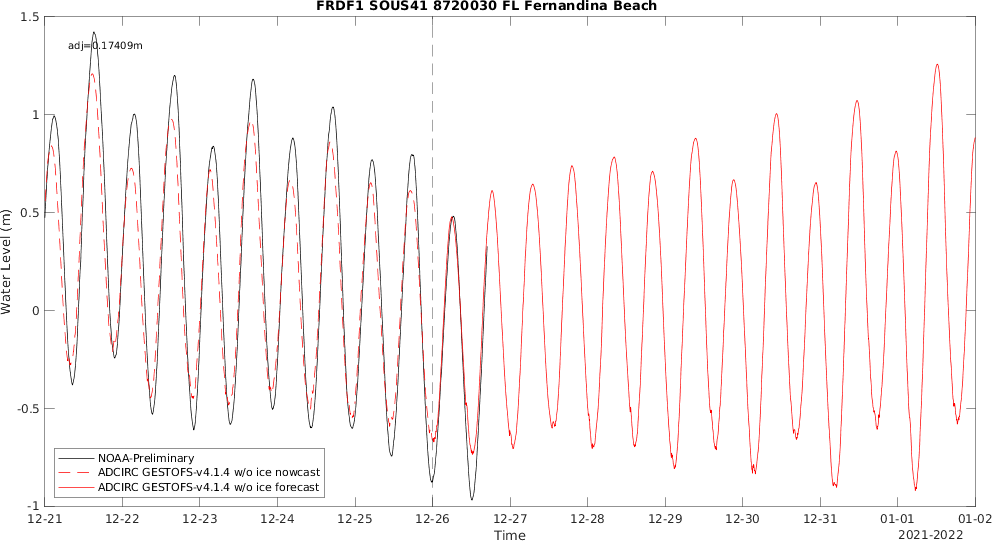 FRDF1 SOUS41 8720030 FL Fernandina Beach
adj=0.17409m
1.5
1
0.5
0
-0.5
-1
Water Level (m)
NOAA-Preliminary
ADCIRC GESTOFS-v4.1.4 w/o ice nowcast
ADCIRC GESTOFS-v4.1.4 w/o ice forecast
12-21 12-22 12-23 12-24 12-25 12-26 12-27 12-28 12-29 12-30 12-31 01-01 01-02
Time
2021-2022